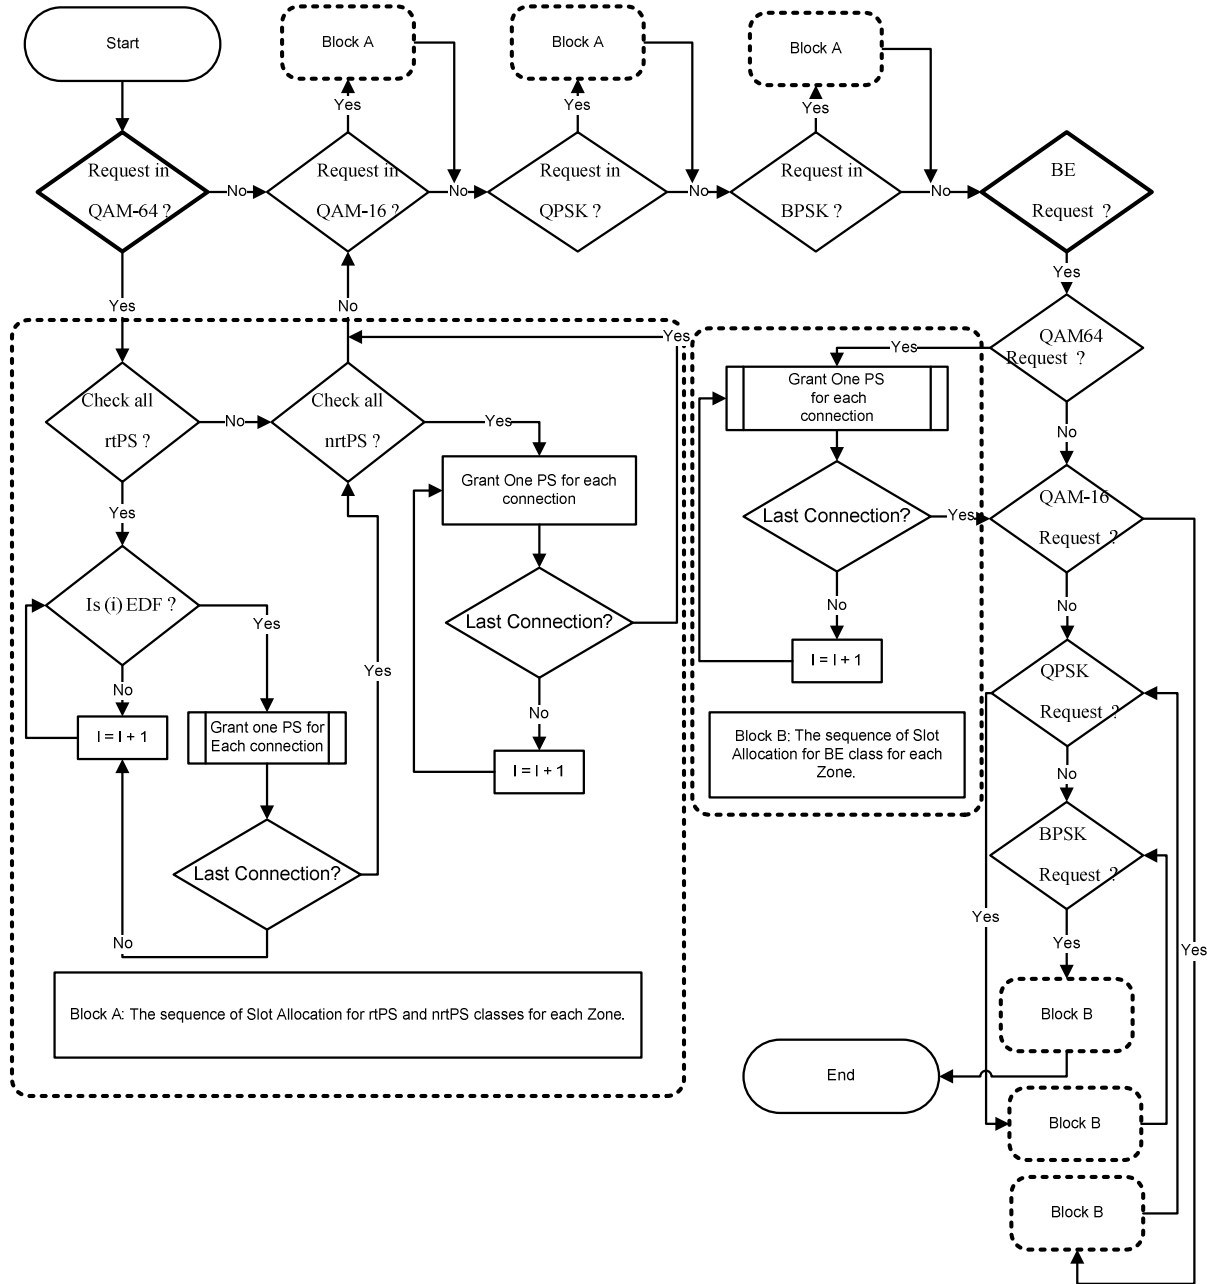 Start
Block A
Block A
Block A
Yes
Yes
Yes
Request in
QAM-64 ?
No
Request in
QAM-16 ?
No
Request in
QPSK ?
No
Request in
BPSK ?
No
BE
Request ?
Yes
Yes
No
Yes
Yes
QAM64
Request ?
Check all
rtPS ?
No
Check all
nrtPS ?
Yes
Grant One PS
for each
connection
No
Grant One PS for each
connection
Yes
Last Connection?
Yes
QAM-16
Request ?
Is (i) EDF ?
Yes
Last Connection?
No
No
I = I + 1
Yes
No
QPSK
Request ?
I = I + 1
Grant one PS for
Each connection
No
I = I + 1
Block B: The sequence of Slot
Allocation for BE class for each
Zone.
No
BPSK
Request ?
Last Connection?
No
Yes
Yes
Yes
Block A: The sequence of Slot Allocation for rtPS and nrtPS classes for each Zone.
Block B
End
Block B
Block B